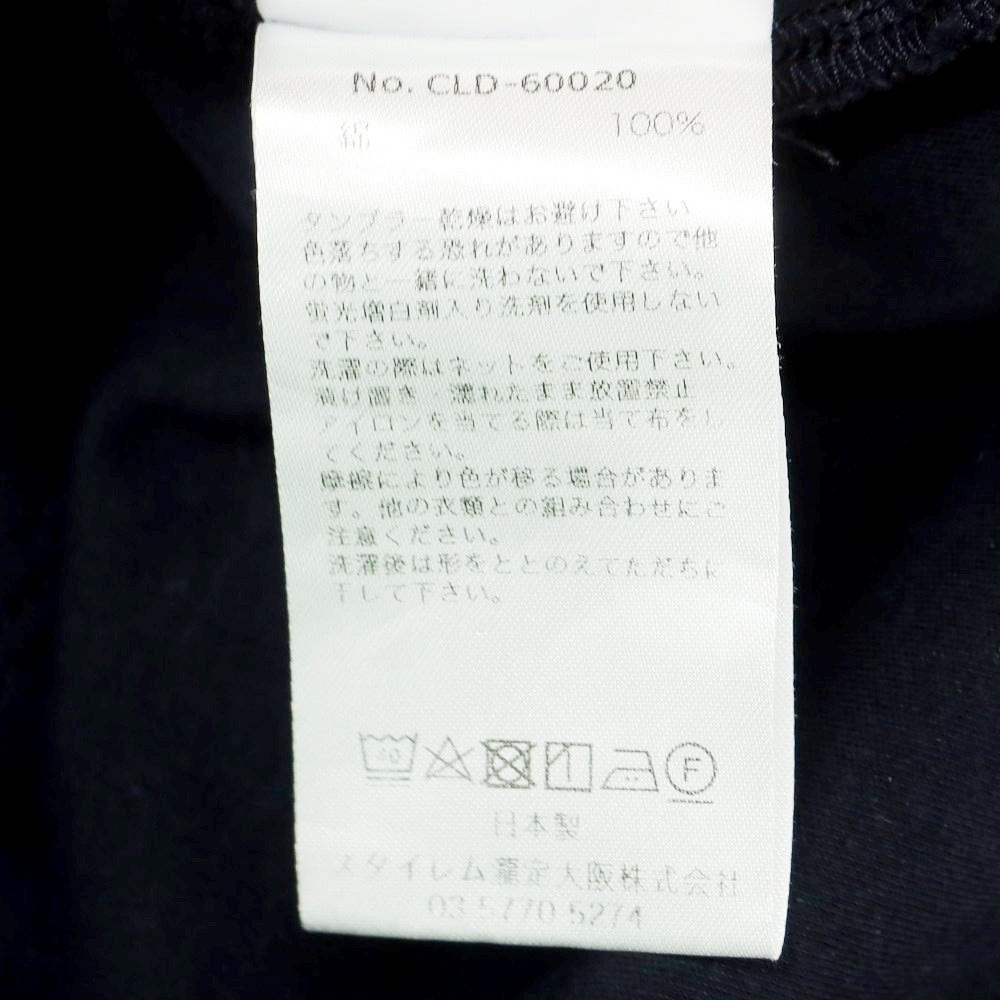 No. CLD-60020
綿 100%
タンブラー乾燥はお避け下さい
色落ちする恐れがありますので他
の物と一緒に洗わないで下さい。
蛍光増白剤入り洗剤を使用しない
で下さい。
洗濯の際はネットをご使用下さい。
漬け置き・濡れたまま放置禁止
アイロンを当てる際は当て布をし
てください。
摩擦により色が移る場合がありま
す。他の衣類との組み合わせにご
注意ください。
洗濯後は形をととのえてただちに
干して下さい。
40 F
日本製
スタイレム瀧定大阪株式会社
03 5770 5274